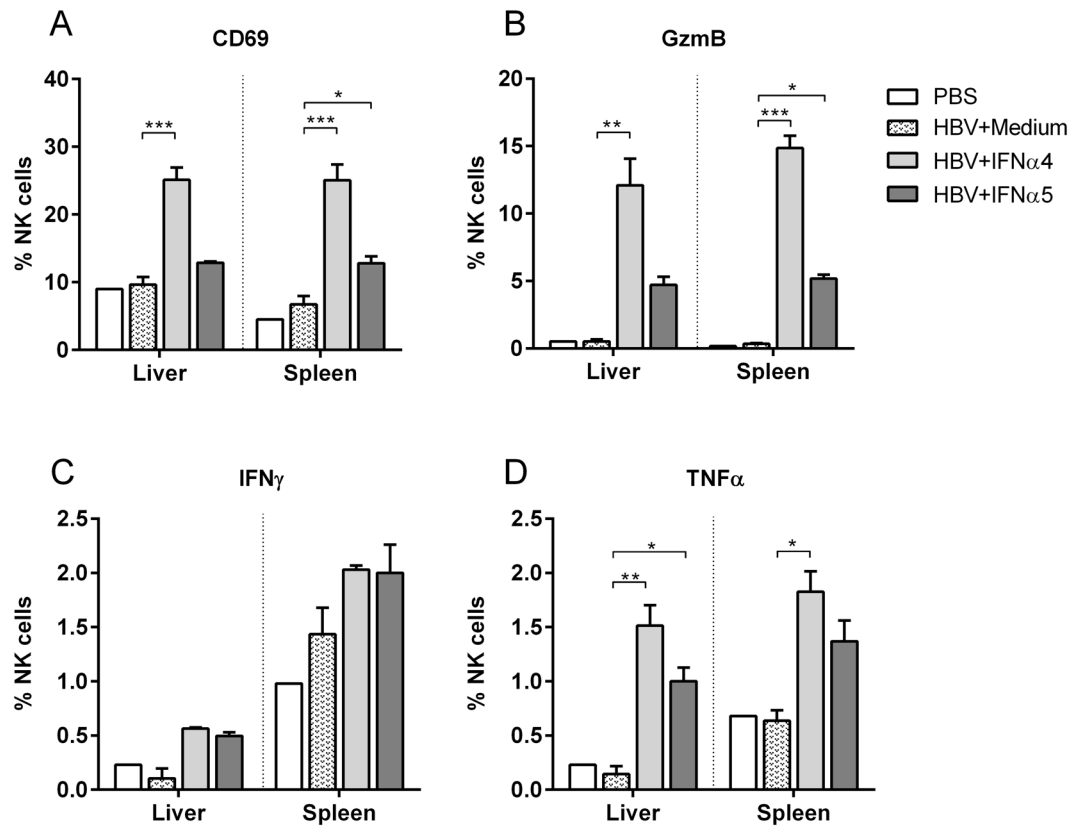 A
CD69
% NK cells
40
30
20
10
0
***
***
*
Liver
Spleen
B
GzmB
% NK cells
20
15
10
5
0
**
***
*
Liver
Spleen
PBS
HBV+Medium
HBV+IFNα4
HBV+IFNα5
C
IFNγ
% NK cells
2.5
2.0
1.5
1.0
0.5
0.0
Liver
Spleen
D
TNFα
% NK cells
2.5
2.0
1.5
1.0
0.5
0.0
**
*
*
Liver
Spleen